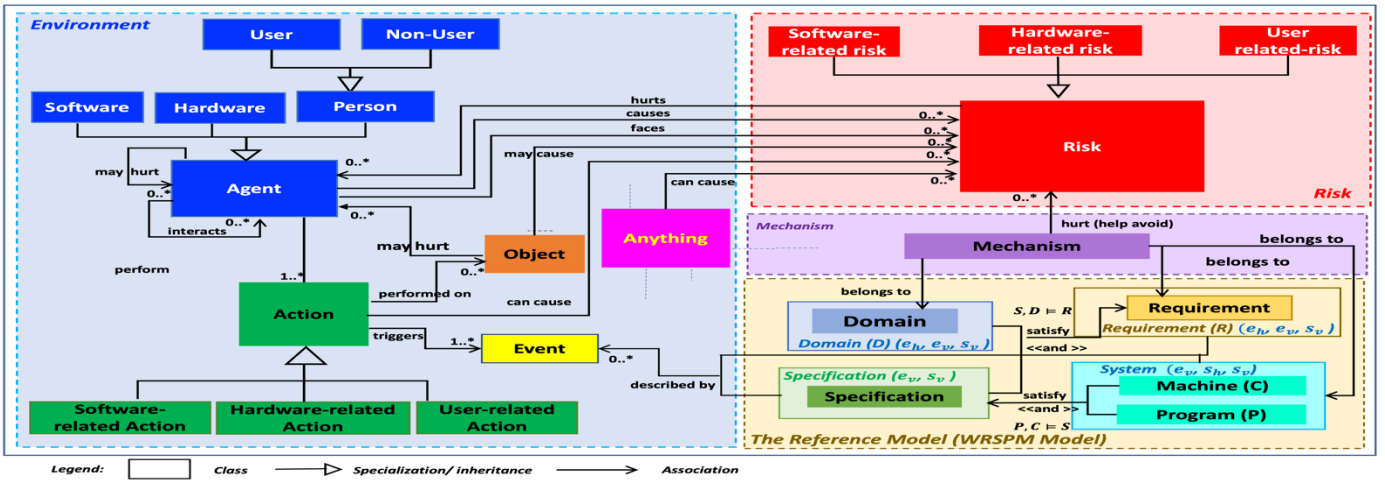 Environment
User
Non-User
Software
Hardware
Person
may hurt
Agent
0..*
0..*
0..*
0..*
interacts
perform
1..*
Action
hurts
causes
faces
may cause
can cause
may hurt
Object
0..*
performed on
can cause
Anything
triggers
1..*
Event
0..*
described by
Software-
related Action
Hardware-related
Action
User-related
Action
Software-
related risk
Hardware-
related risk
User
related-risk
0..*
0..*
0..*
0..*
0..*
Risk
0..*
Risk
Mechanism
hurt (help avoid)
Mechanism
belongs to
belongs to
belongs to
Domain
Domain (D) (eₕ, eᵥ, sᵥ)
S, D ⊨ R
satisfy
<<and >>
Requirement
Requirement (R) (eₕ, eᵥ, sᵥ)
Specification (eᵥ, sᵥ )
Specification
satisfy
<<and >>
P, C ⊨ S
System (eᵥ, sₕ, sᵥ)
Machine (C)
Program (P)
The Reference Model (WRSPM Model)
Legend:
Class
Specialization/ inheritance
Association